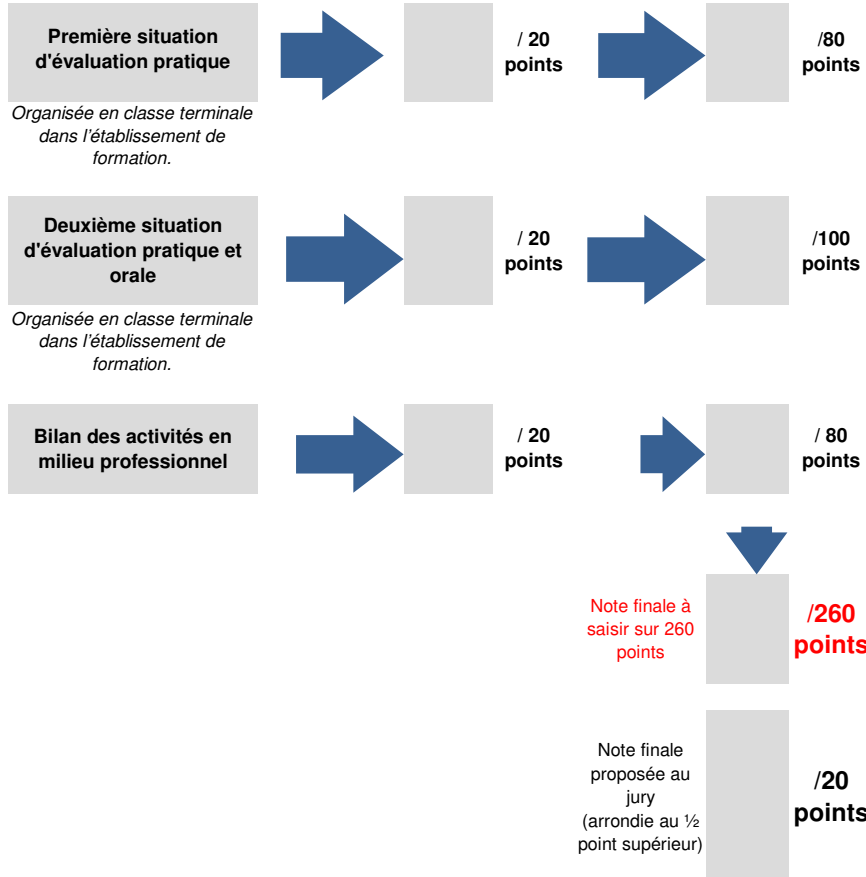 Première situation
d'évaluation pratique
/ 20
points
/80
points
Organisée en classe terminale
dans l'établissement de
formation.
Deuxième situation
d'évaluation pratique et
orale
/ 20
points
/100
points
Organisée en classe terminale
dans l'établissement de
formation.
Bilan des activités en
milieu professionnel
/ 20
points
/ 80
points
Note finale à
saisir sur 260
points
/260
points
Note finale
proposée au
jury
(arrondie au ½
point supérieur)
/20
points